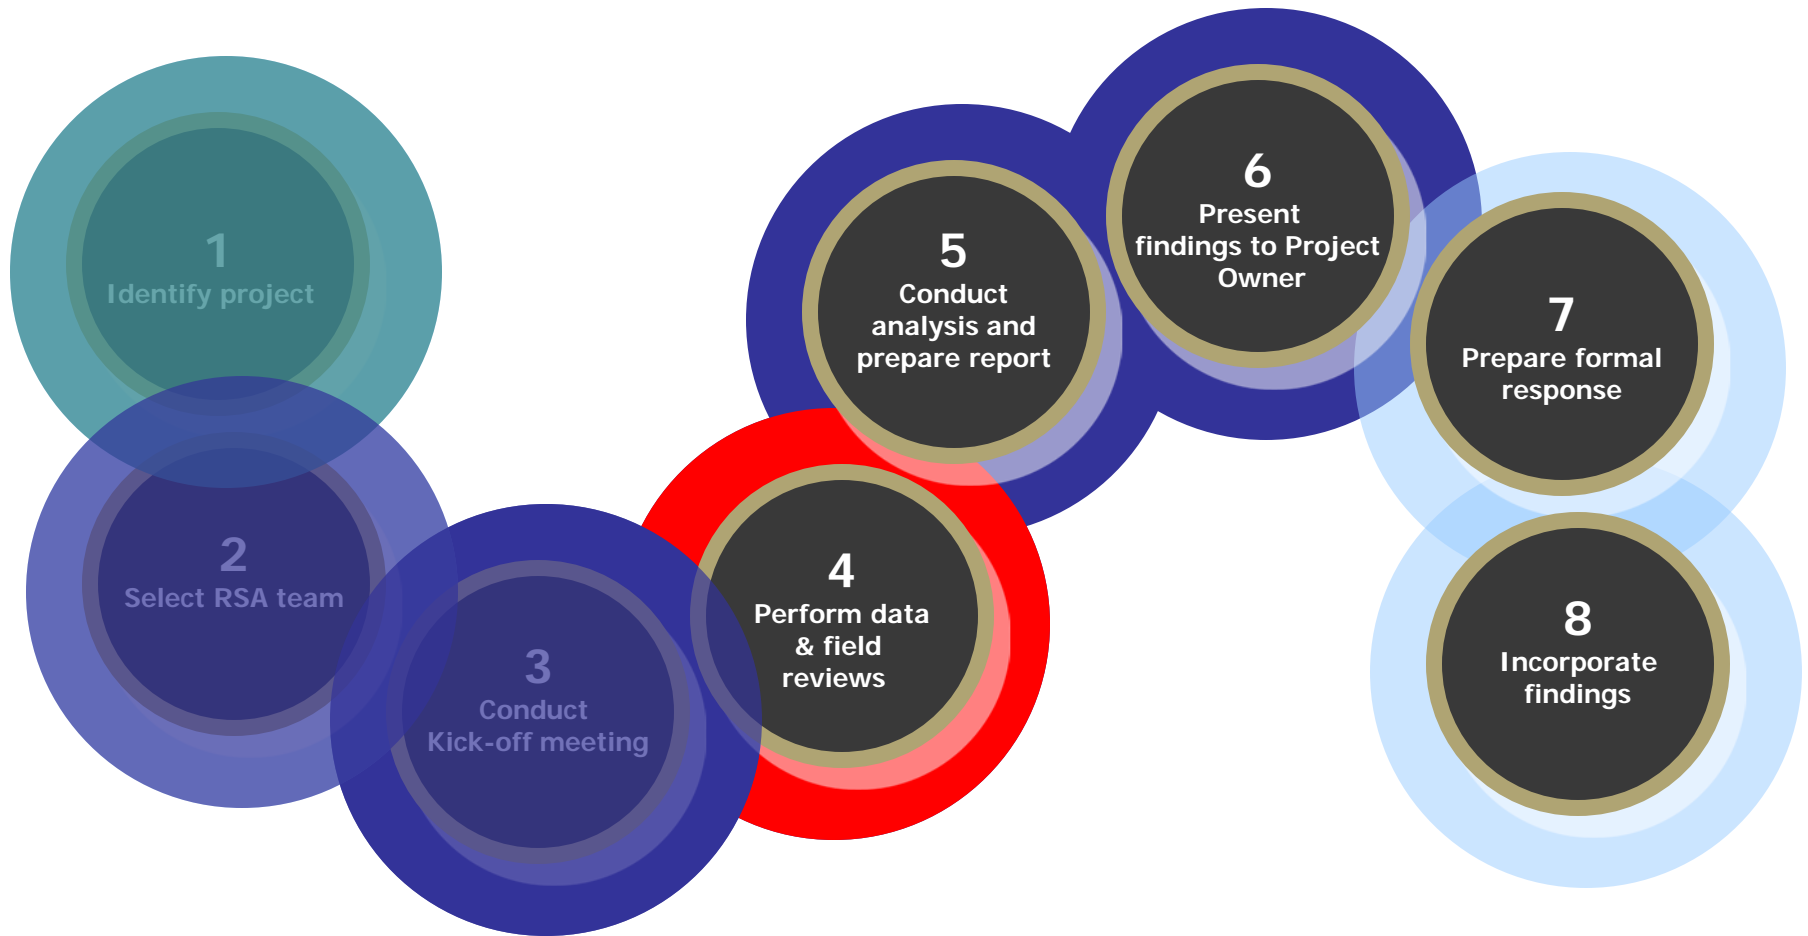 1
Identify project
2
Select RSA team
3
Conduct
Kick-off meeting
4
Perform data
& field
reviews
5
Conduct
analysis and
prepare report
6
Present
findings to Project
Owner
7
Prepare formal
response
8
Incorporate
findings